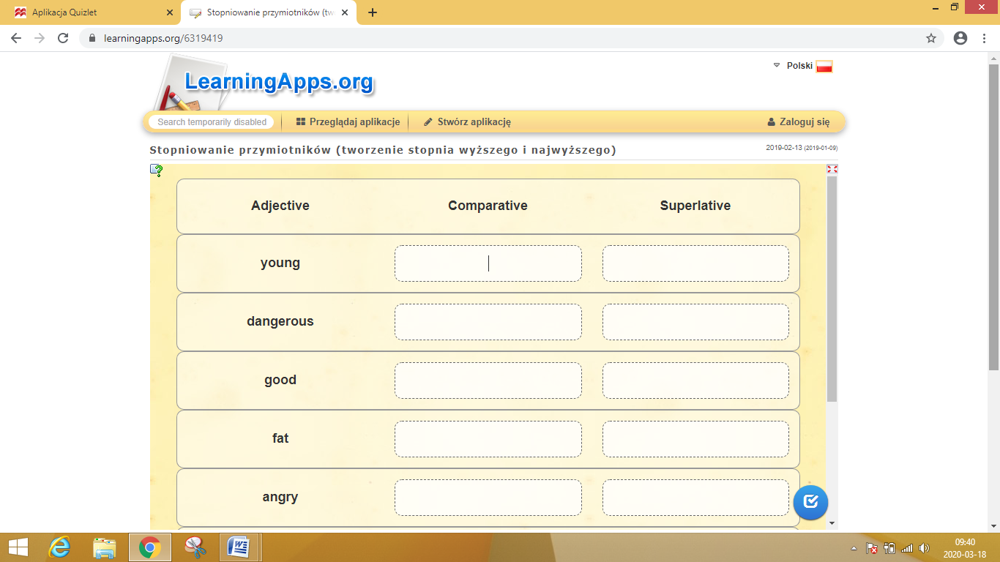 Aplikacja Quizlet
Stopniowanie przymiotników (tw
learningapps.org/6319419
LearningApps.org
Polski
Search temporarily disabled
Przeglądaj aplikacje
Stwórz aplikację
Zaloguj się
Stopniowanie przymiotników (tworzenie stopnia wyższego i najwyższego)
2019-02-13 (2019-01-09)
Adjective Comparative Superlative
young
dangerous
good
fat
angry
09:40
2020-03-18